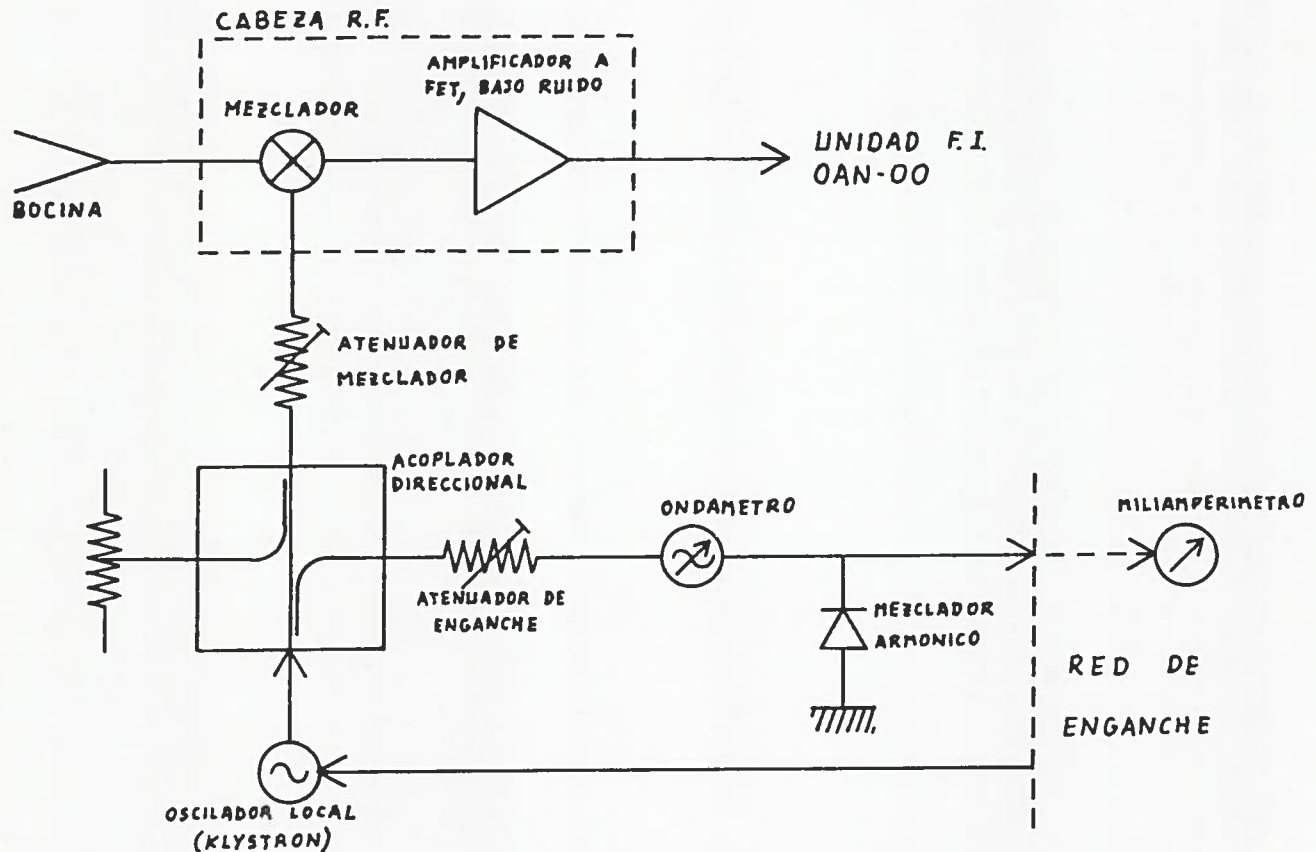 CABEZA R.F.
AMPLIFICADOR A
FET, BAJO RUIDO
MEZCLADOR
UNIDAD F.I.
OAN-00
BOCINA
ATENUADOR DE
MEZCLADOR
ACOPLADOR
DIRECCIONAL
ONDAMETRO
MILIAMPERIMETRO
ATENUADOR DE
ENGANCHE
MEZCLADOR
ARMONICO
RED DE
ENGANCHE
OSCILADOR LOCAL
(KLYSTRON)